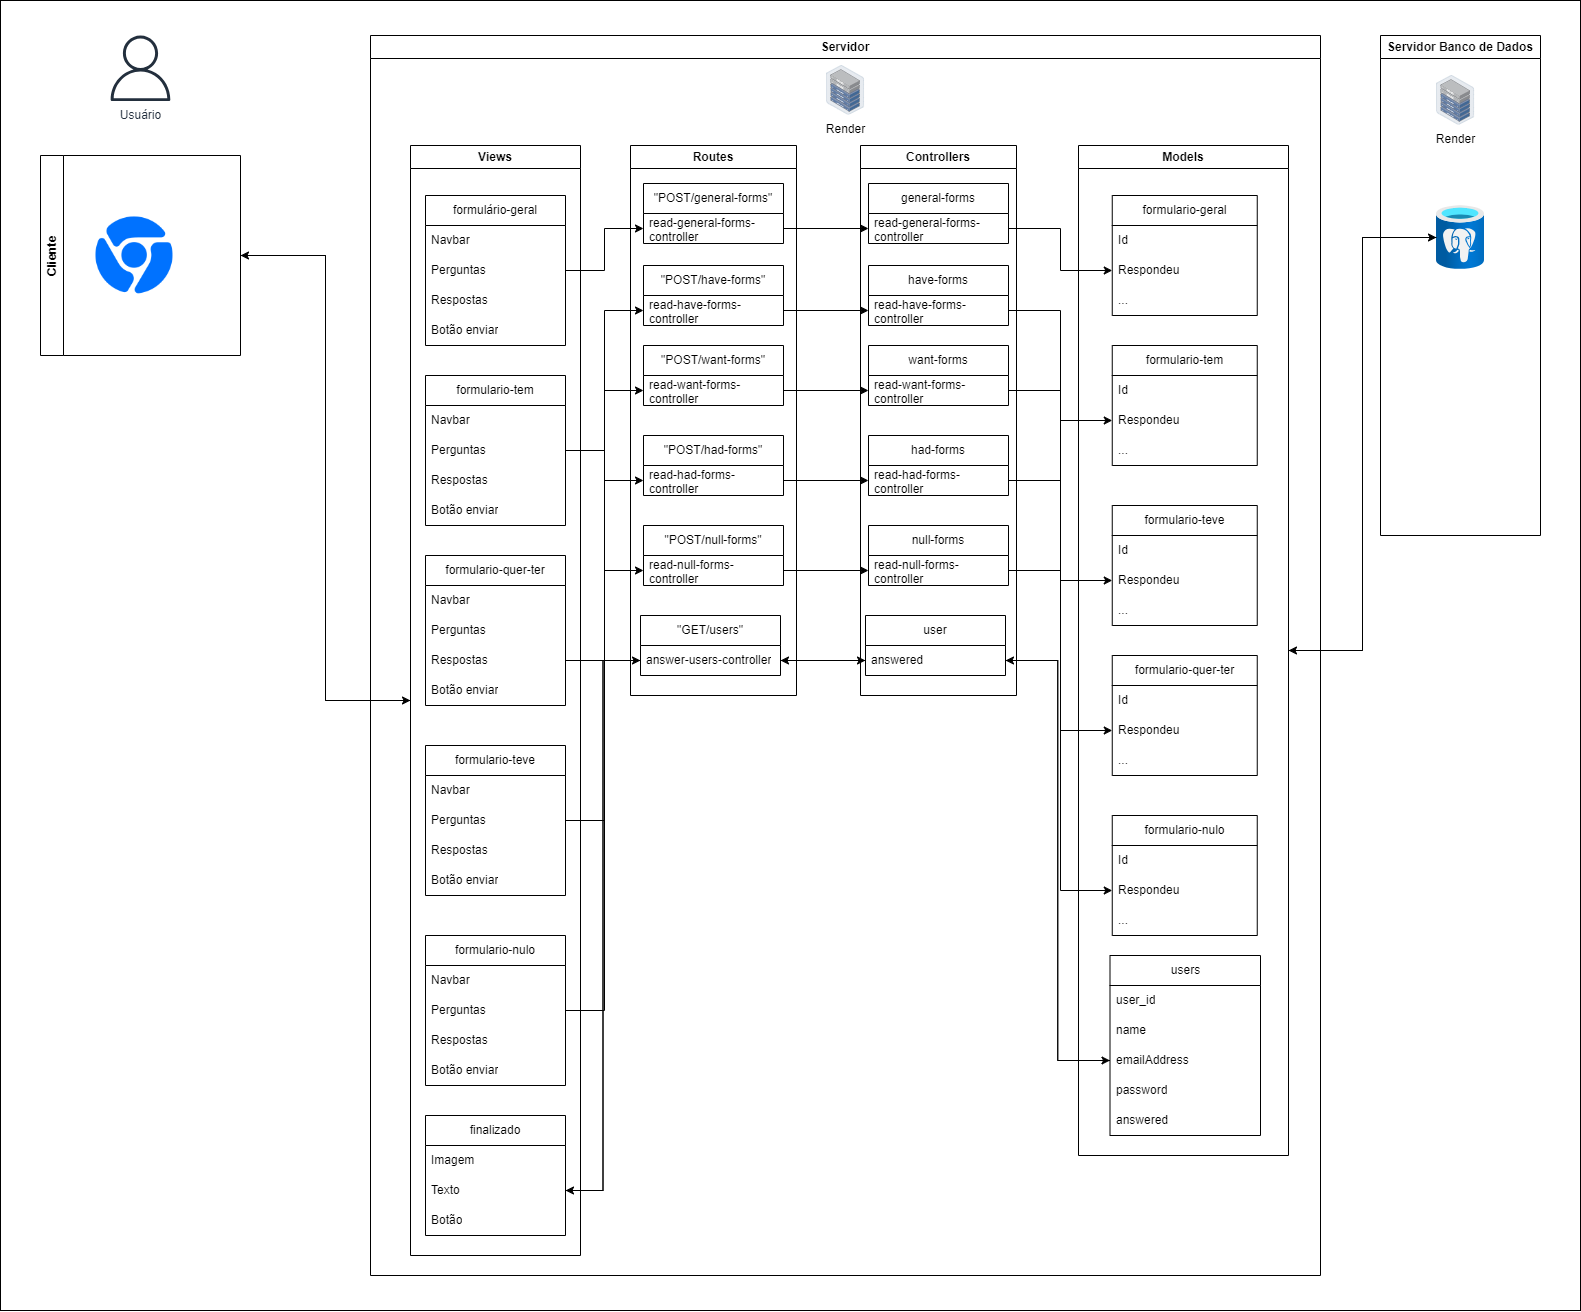 Usuário
Cliente
Servidor
Render
Views
formulário-geral
Navbar
Perguntas
Respostas
Botão enviar
formulario-tem
Navbar
Perguntas
Respostas
Botão enviar
formulario-quer-ter
Navbar
Perguntas
Respostas
Botão enviar
formulario-teve
Navbar
Perguntas
Respostas
Botão enviar
formulario-nulo
Navbar
Perguntas
Respostas
Botão enviar
finalizado
Imagem
Texto
Botão
Routes
"POST/general-forms"
read-general-forms-
controller
"POST/have-forms"
read-have-forms-
controller
"POST/want-forms"
read-want-forms-
controller
"POST/had-forms"
read-had-forms-
controller
"POST/null-forms"
read-null-forms-
controller
"GET/users"
answer-users-controller
Controllers
general-forms
read-general-forms-
controller
have-forms
read-have-forms-
controller
want-forms
read-want-forms-
controller
had-forms
read-had-forms-
controller
null-forms
read-null-forms-
controller
user
answered
Models
formulario-geral
Id
Respondeu
...
formulario-tem
Id
Respondeu
...
formulario-teve
Id
Respondeu
...
formulario-quer-ter
Id
Respondeu
...
formulario-nulo
Id
Respondeu
...
users
user_id
name
emailAddress
password
answered
Servidor Banco de Dados
Render